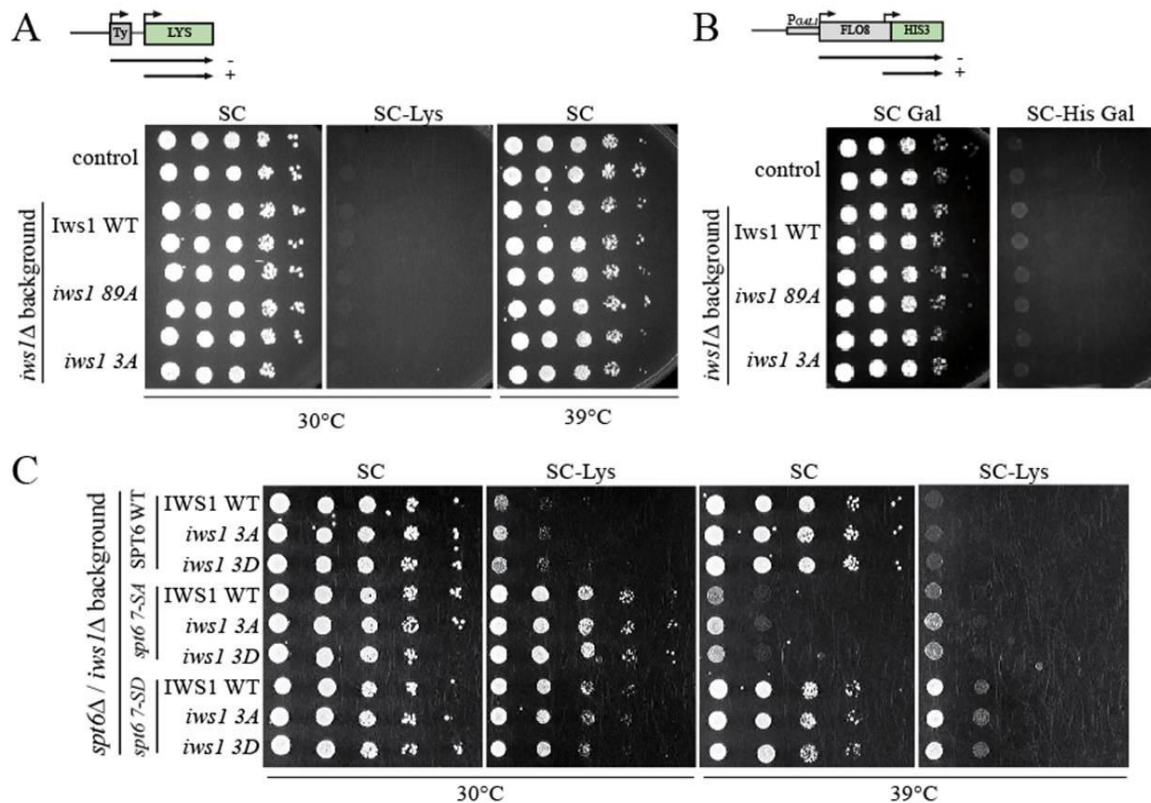 A
Ty
LYS
-
+
SC
SC-Lys
SC
control
Iws1 WT
iws1 89A
iws1 3A
iws1Δ background
30°C
39°C
B
PGAL1
FLO8
HIS3
-
+
SC Gal
SC-His Gal
control
Iws1 WT
iws1 89A
iws1 3A
iws1Δ background
C
SC
SC-Lys
SC
SC-Lys
spt6Δ / iws1Δ background
SPT6 WT
IWS1 WT
iws1 3A
iws1 3D
spt6 7-SA
IWS1 WT
iws1 3A
iws1 3D
spt6 7-SD
IWS1 WT
iws1 3A
iws1 3D
30°C
39°C